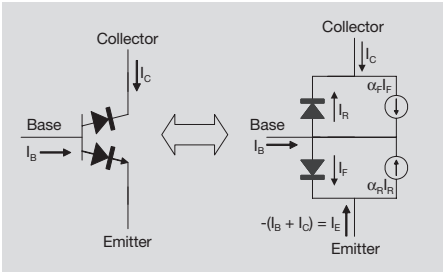 Collector
I_C
Base
I_B
Emitter
Collector
I_C
α_F I_F
I_R
Base
I_B
I_F
α_R I_R
-(I_B + I_C) = I_E
Emitter